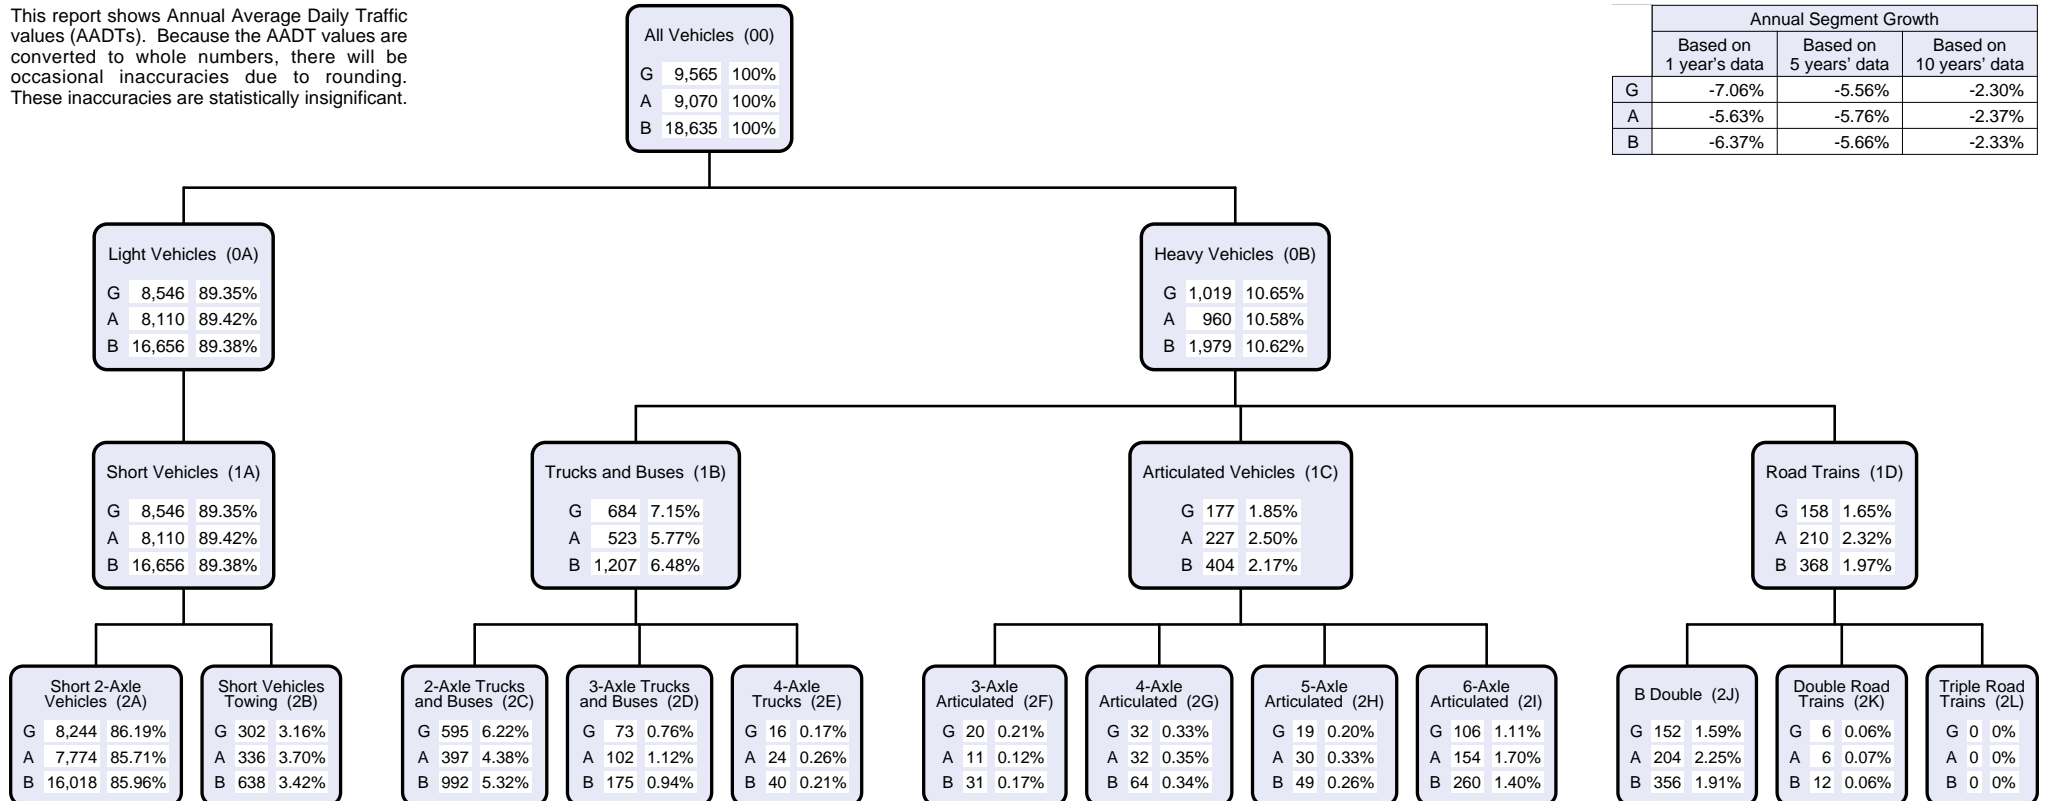 This report shows Annual Average Daily Traffic
values (AADTs). Because the AADT values are
converted to whole numbers, there will be
occasional inaccuracies due to rounding.
These inaccuracies are statistically insignificant.
All Vehicles (00)
G 9,565 100%
A 9,070 100%
B 18,635 100%
Annual Segment Growth
Based on 1 year's data Based on 5 years' data Based on 10 years' data
G -7.06% -5.56% -2.30%
A -5.63% -5.76% -2.37%
B -6.37% -5.66% -2.33%
Light Vehicles (0A)
G 8,546 89.35%
A 8,110 89.42%
B 16,656 89.38%
Heavy Vehicles (0B)
G 1,019 10.65%
A 960 10.58%
B 1,979 10.62%
Short Vehicles (1A)
G 8,546 89.35%
A 8,110 89.42%
B 16,656 89.38%
Trucks and Buses (1B)
G 684 7.15%
A 523 5.77%
B 1,207 6.48%
Articulated Vehicles (1C)
G 177 1.85%
A 227 2.50%
B 404 2.17%
Road Trains (1D)
G 158 1.65%
A 210 2.32%
B 368 1.97%
Short 2-Axle
Vehicles (2A)
G 8,244 86.19%
A 7,774 85.71%
B 16,018 85.96%
Short Vehicles
Towing (2B)
G 302 3.16%
A 336 3.70%
B 638 3.42%
2-Axle Trucks
and Buses (2C)
G 595 6.22%
A 397 4.38%
B 992 5.32%
3-Axle Trucks
and Buses (2D)
G 73 0.76%
A 102 1.12%
B 175 0.94%
4-Axle
Trucks (2E)
G 16 0.17%
A 24 0.26%
B 40 0.21%
3-Axle
Articulated (2F)
G 20 0.21%
A 11 0.12%
B 31 0.17%
4-Axle
Articulated (2G)
G 32 0.33%
A 32 0.35%
B 64 0.34%
5-Axle
Articulated (2H)
G 19 0.20%
A 30 0.33%
B 49 0.26%
6-Axle
Articulated (2I)
G 106 1.11%
A 154 1.70%
B 260 1.40%
B Double (2J)
G 152 1.59%
A 204 2.25%
B 356 1.91%
Double Road
Trains (2K)
G 6 0.06%
A 6 0.07%
B 12 0.06%
Triple Road
Trains (2L)
G 0 0%
A 0 0%
B 0 0%